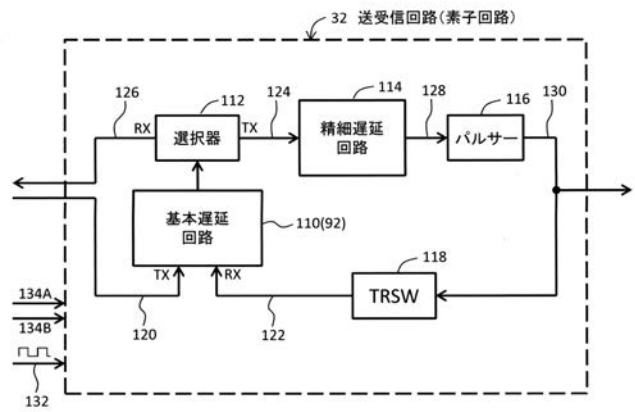 32 送受信回路(素子回路)
126
112
124
114
128
116
130
RX
選択器
TX
精細遅延
回路
パルサー
基本遅延
回路
110(92)
TX
RX
118
TRSW
134A
134B
120
122
132